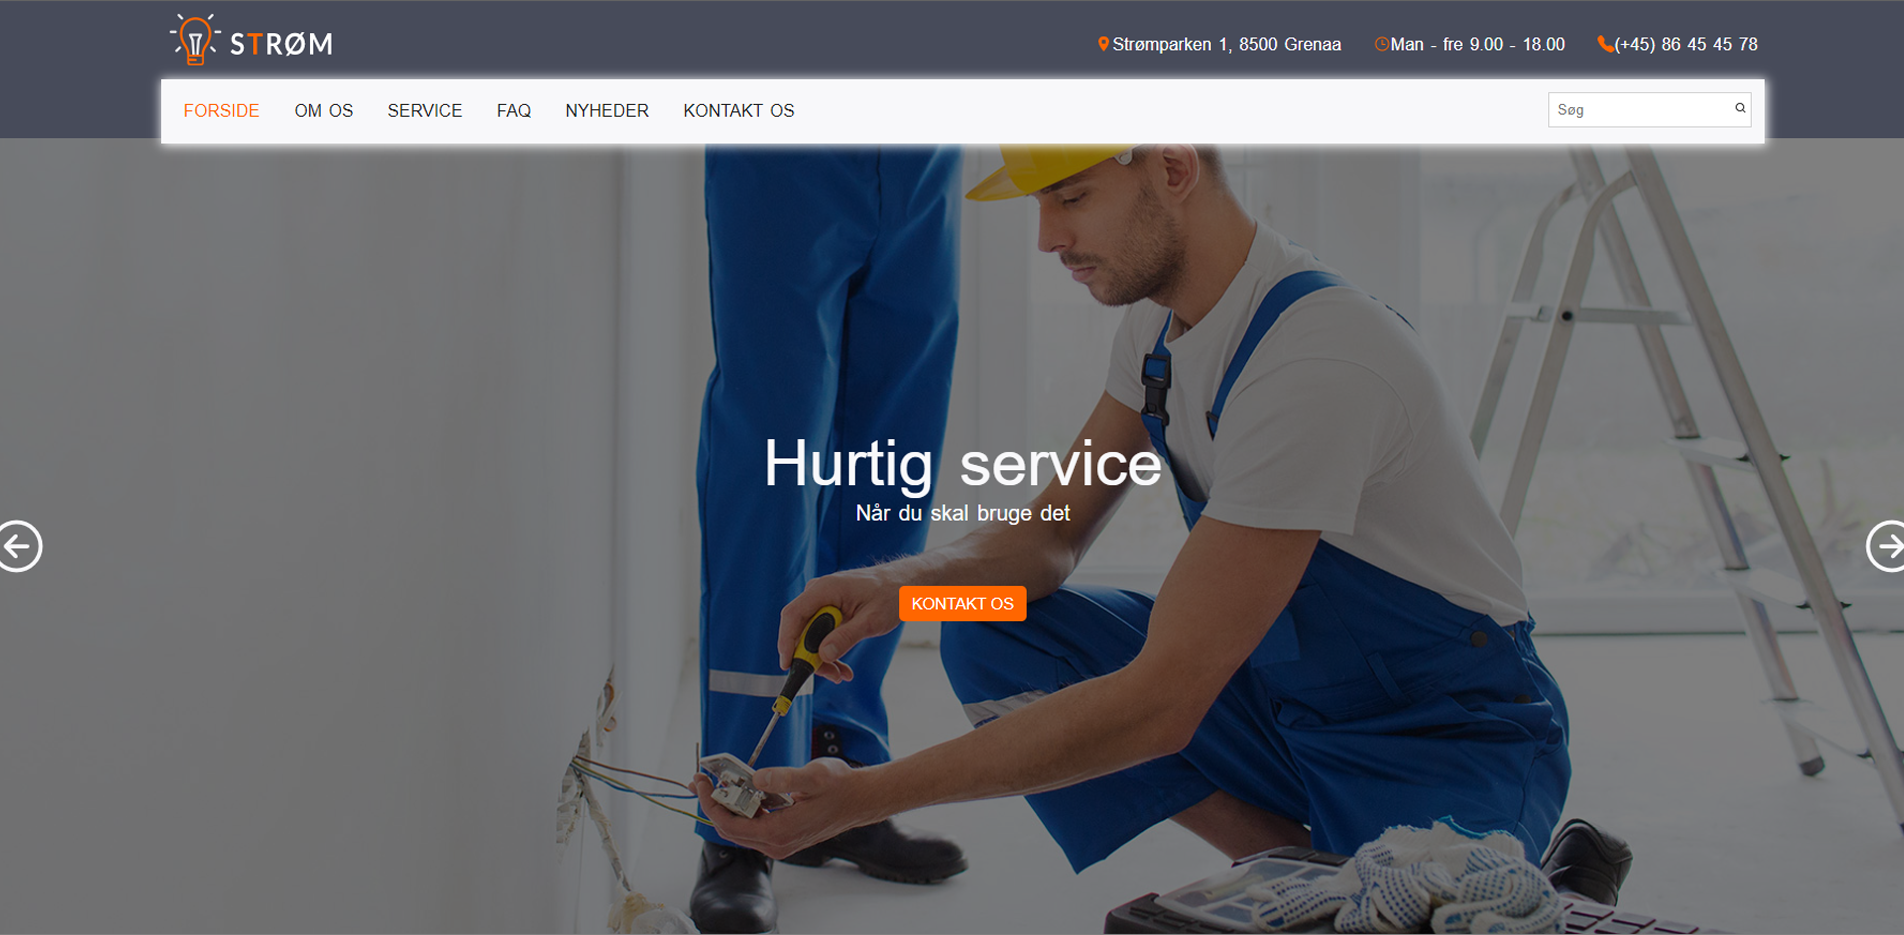 STRØM
Strømparken 1, 8500 Grenaa
Man - fre 9.00 - 18.00
(+45) 86 45 45 78
FORSIDE
OM OS
SERVICE
FAQ
NYHEDER
KONTAKT OS
Søg
Hurtig service
Når du skal bruge det
KONTAKT OS